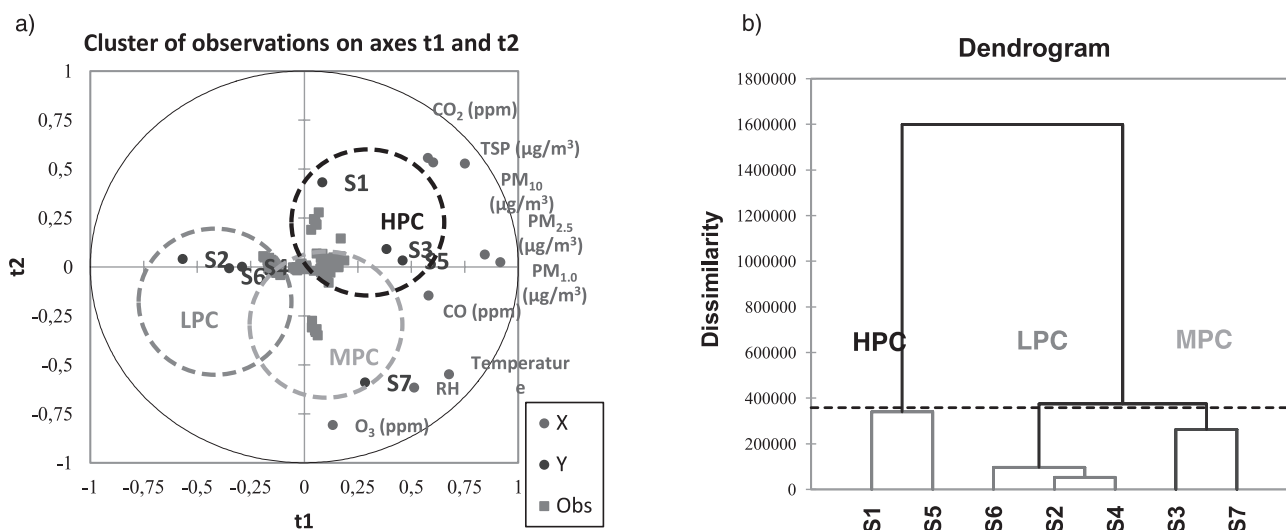 a)
Cluster of observations on axes t1 and t2
1
0,75
0,5
0,25
0
-0,25
-0,5
-0,75
-1
t2
-1
-0,5
-0,25
0
0,25
0,5
0,75
1
t1
CO₂ (ppm)
TSP (µg/m³)
PM₁₀
(µg/m³)
PM₂.₅
(µg/m³)
PM₁.₀
(µg/m³)
CO (ppm)
Temperatur
e
RH
O₃ (ppm)
S1
HPC
S3
S5
S2
S6
S4
LPC
MPC
S7
X
Y
Obs
b)
Dendrogram
Dissimilarity
1800000
1600000
1400000
1200000
1000000
800000
600000
400000
200000
0
HPC
LPC
MPC
S1
S5
S6
S2
S4
S3
S7